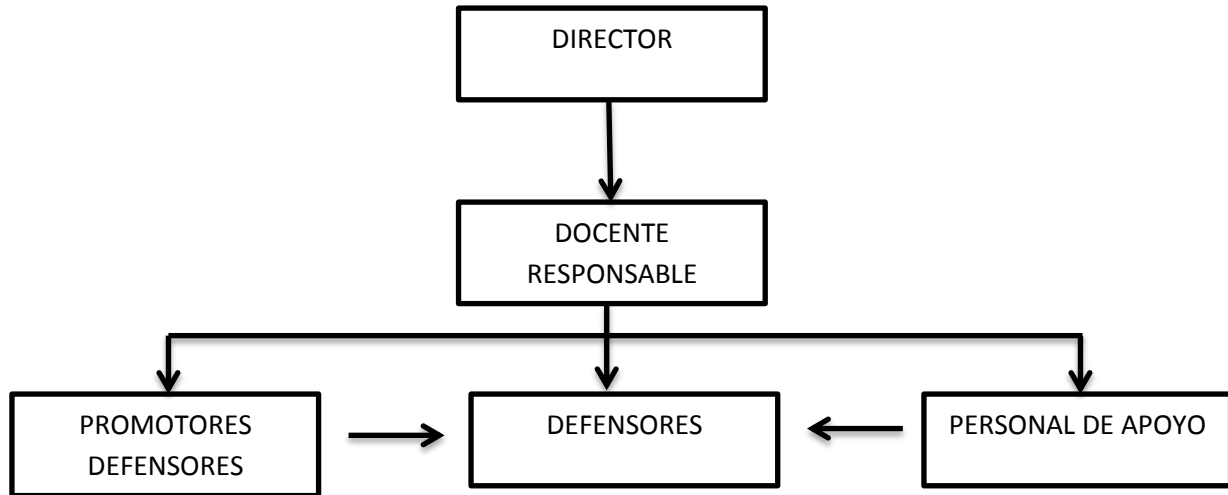 DIRECTOR
DOCENTE
RESPONSABLE
PROMOTORES
DEFENSORES
DEFENSORES
PERSONAL DE APOYO